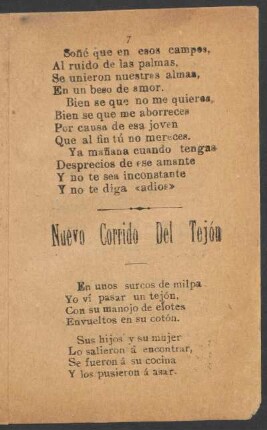 7
Soñé que en esos campos,
Al ruido de las palmas,
Se unieron nuestras almas,
En un beso de amor.
Bien se que no me quieres,
Bien se que me aborreces
Por causa de esa joven
Que al fin tú no mereces.
Ya mañana cuando tengas
Desprecios de ese amante
Y no te sea inconstante
Y no te diga «adios»
Nuevo Corrido Del Tejón
En unos surcos de milpa
Yo ví pasar un tejón,
Con su manojo de elotes
Envueltos en su cotón.
Sus hijos y su mujer
Lo salieron á encontrar,
Se fueron á su cocina
Y los pusieron á asar.